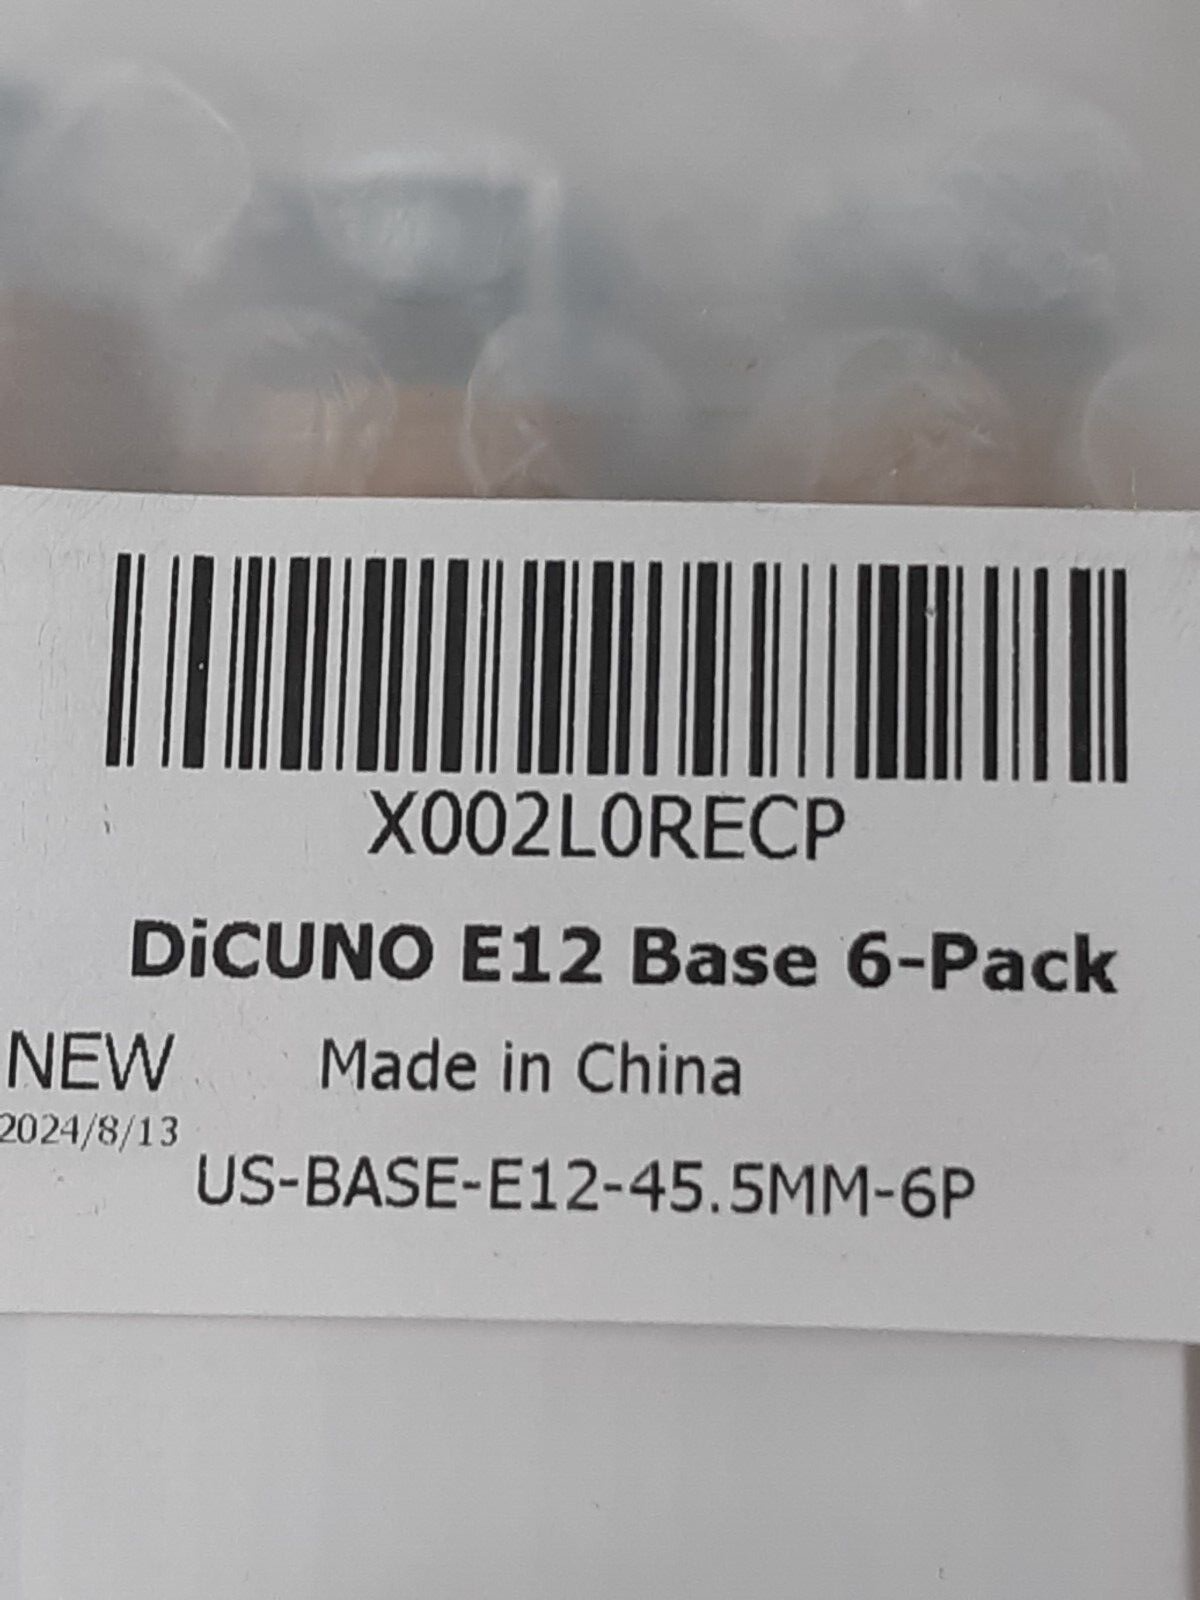 X002L0RECP
DiCUNO E12 Base 6-Pack
NEW Made in China
2024/8/13
US-BASE-E12-45.5MM-6P